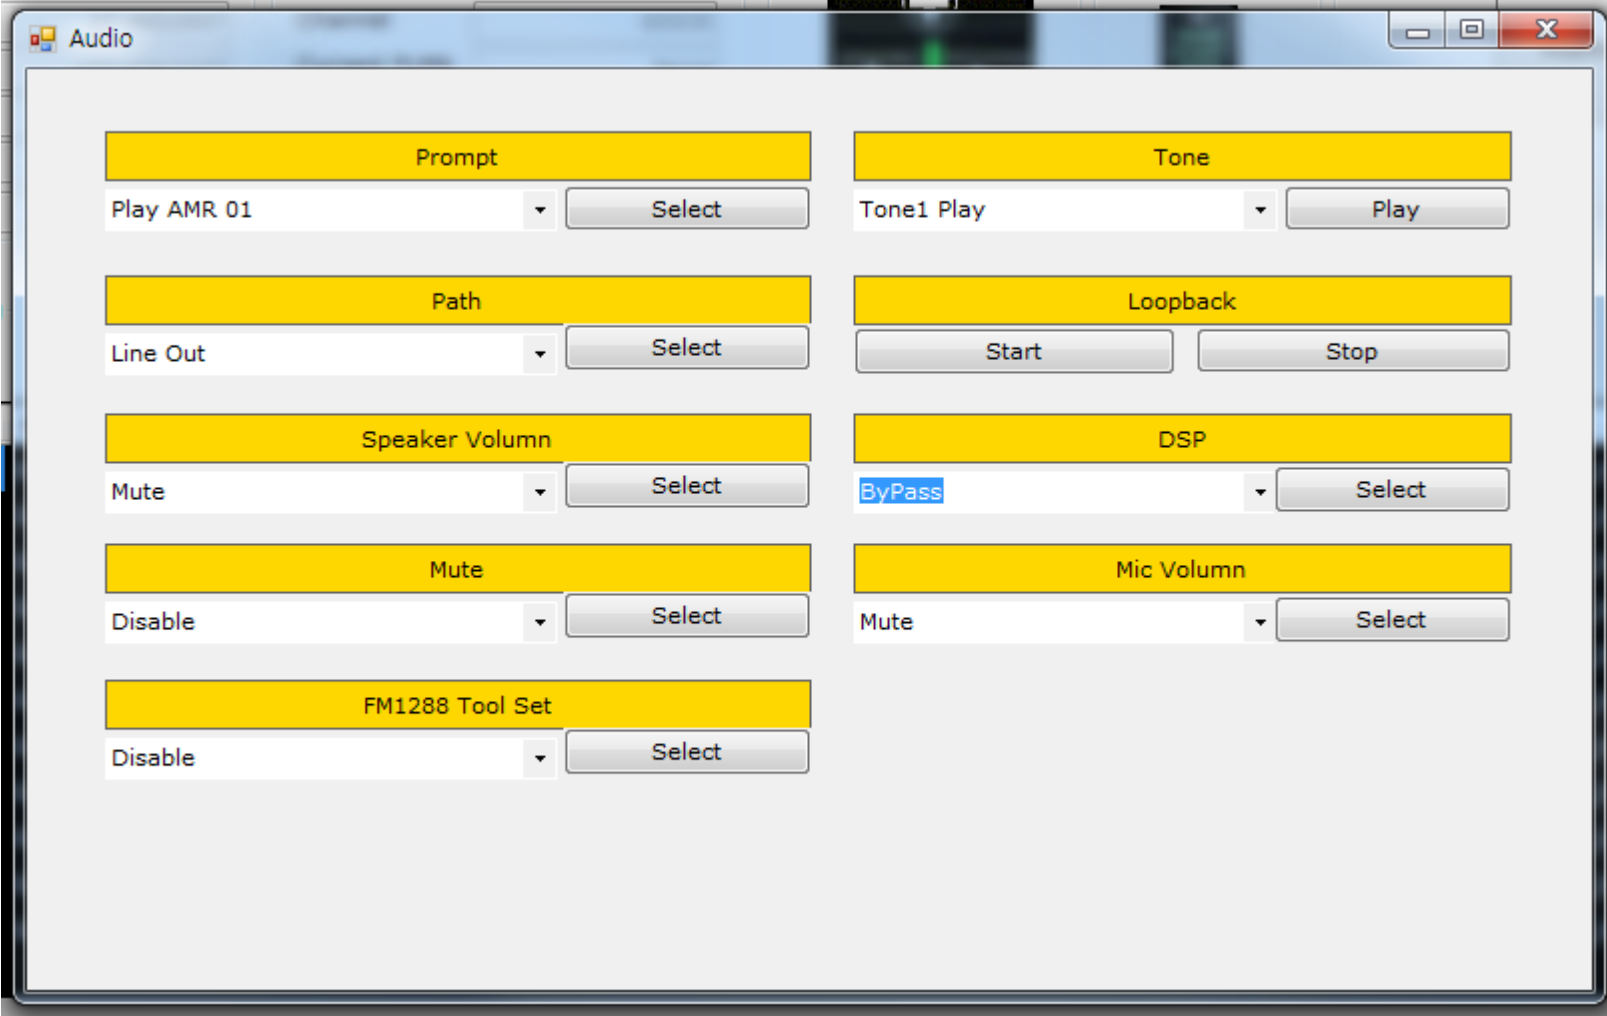 Audio
Prompt
Play AMR 01
Select
Tone
Tone1 Play
Play
Path
Line Out
Select
Loopback
Start
Stop
Speaker Volumn
Mute
Select
DSP
ByPass
Select
Mute
Disable
Select
Mic Volumn
Mute
Select
FM1288 Tool Set
Disable
Select